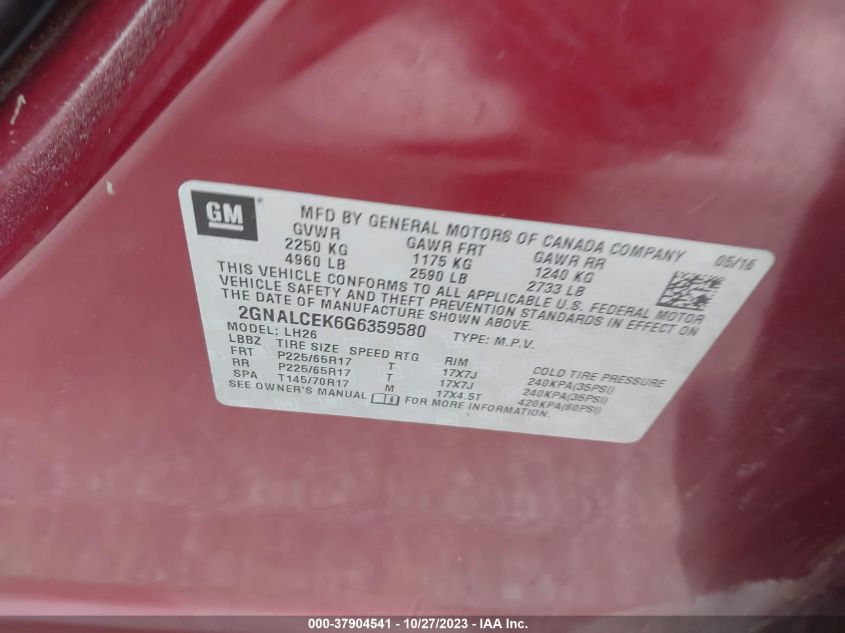 GM
MFD BY GENERAL MOTORS OF CANADA COMPANY 05/16
GVWR GAWR FRT GAWR RR
2250 KG 1175 KG 1240 KG
4960 LB 2590 LB 2733 LB
THIS VEHICLE CONFORMS TO ALL APPLICABLE U.S. FEDERAL MOTOR
VEHICLE SAFETY AND THEFT PREVENTION STANDARDS IN EFFECT ON
THE DATE OF MANUFACTURE SHOWN ABOVE.
2GNALCEK6G6359580 TYPE: M.P.V.
MODEL: LH26
LBBZ TIRE SIZE SPEED RTG RIM COLD TIRE PRESSURE
FRT P225/65R17 T 17X7J 240KPA(35PSI)
RR P225/65R17 T 17X7J 240KPA(35PSI)
SPA T145/70R17 M 17X4.5T 420KPA(60PSI)
SEE OWNER'S MANUAL FOR MORE INFORMATION.
000-37904541 - 10/27/2023 - IAA Inc.